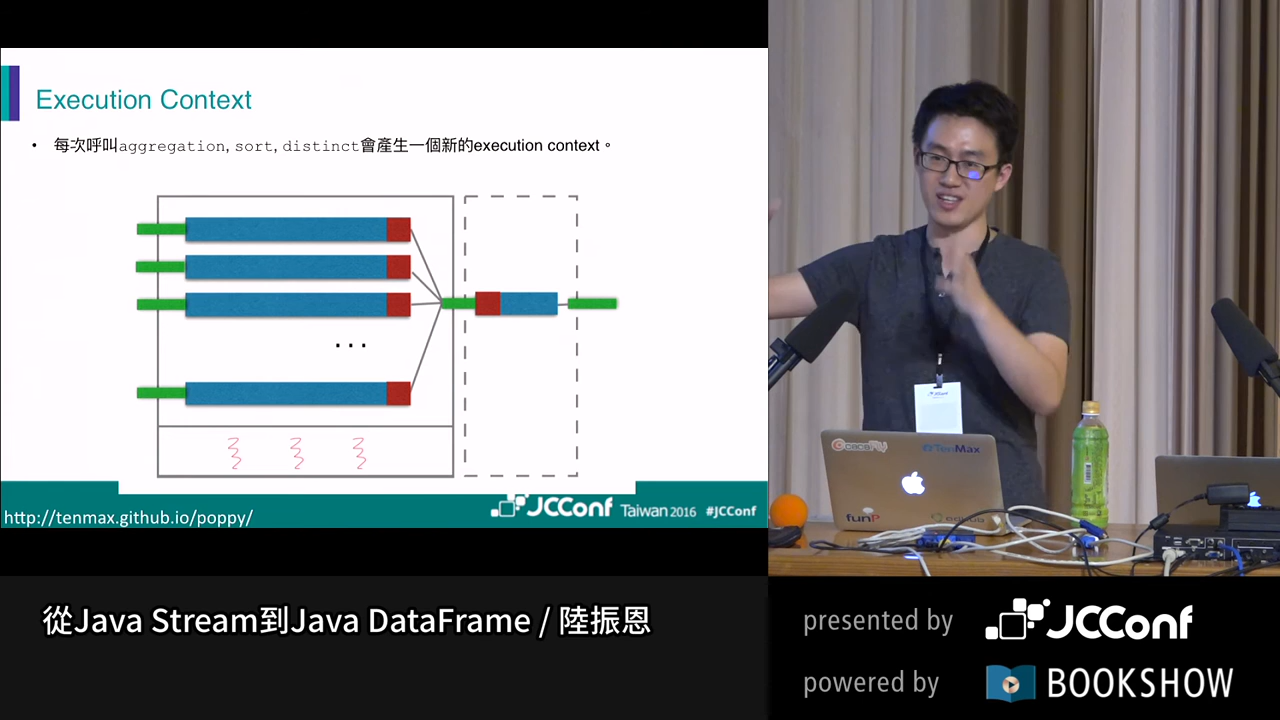 Execution Context
• 每次呼叫aggregation, sort, distinct會產生一個新的execution context。
...
http://tenmax.github.io/poppy/
JCConf Taiwan 2016 #JCConf
TenMax
funP
從Java Stream到Java DataFrame / 陸振恩
presented by JCConf
powered by BOOKSHOW